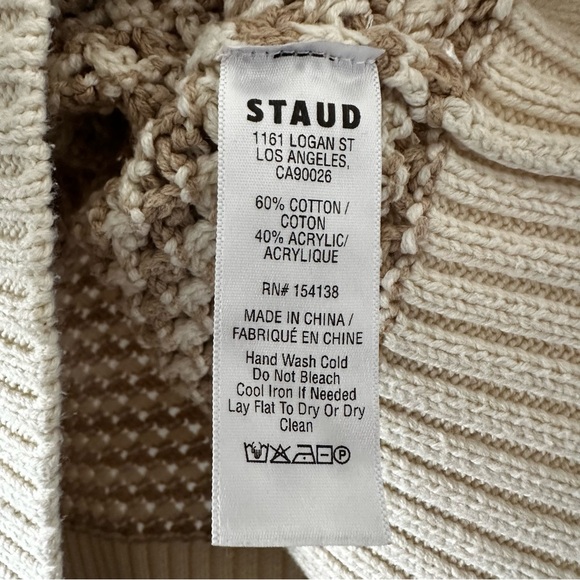 STAUD
1161 LOGAN ST
LOS ANGELES,
CA90026
60% COTTON /
COTON
40% ACRYLIC/
ACRYLIQUE
RN# 154138
MADE IN CHINA /
FABRIQUÉ EN CHINE
Hand Wash Cold
Do Not Bleach
Cool Iron If Needed
Lay Flat To Dry Or Dry
Clean
P